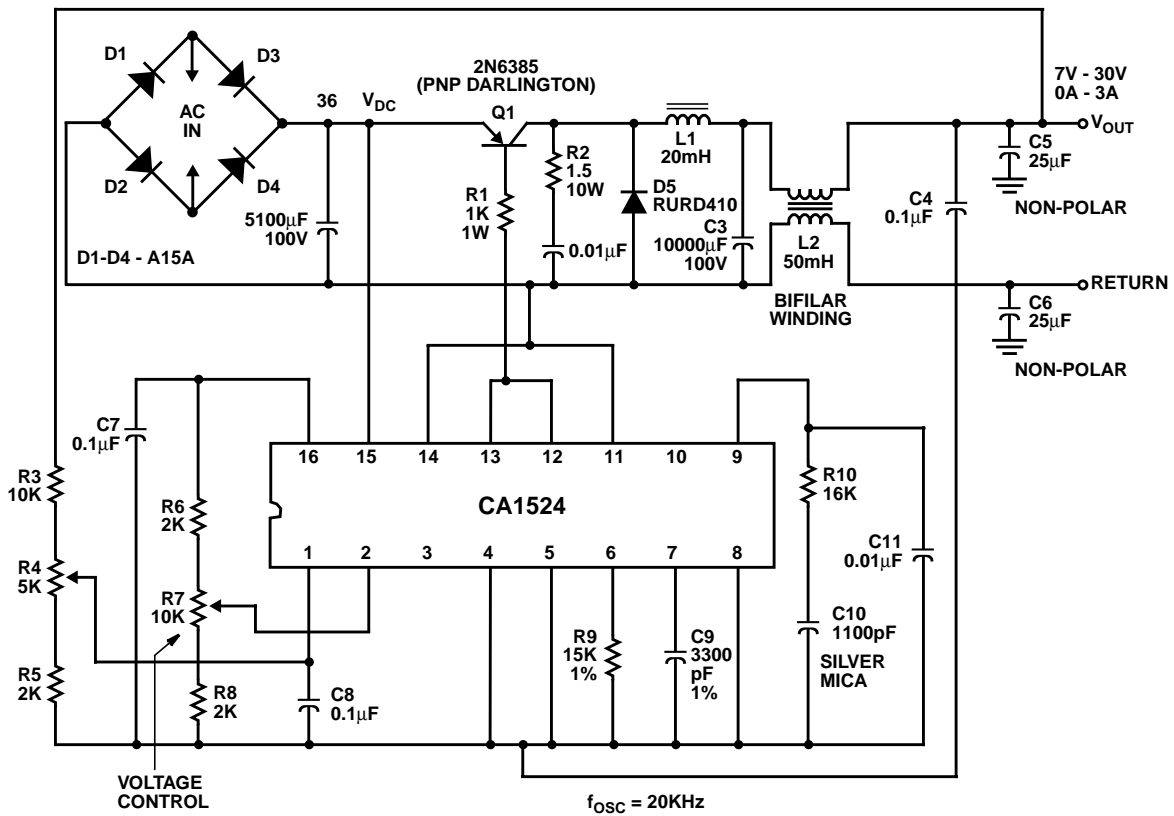 D1
D3
AC
IN
D2
D4
D1-D4 - A15A
36
V_DC
5100μF
100V
2N6385
(PNP DARLINGTON)
Q1
R1
1K
1W
R2
1.5
10W
0.01μF
D5
RURD410
L1
20mH
C3
10000μF
100V
L2
50mH
BIFILAR
WINDING
7V - 30V
0A - 3A
V_OUT
C5
25μF
NON-POLAR
C4
0.1μF
RETURN
C6
25μF
NON-POLAR
C7
0.1μF
R3
10K
R4
5K
R5
2K
R6
2K
R7
10K
R8
2K
VOLTAGE
CONTROL
16 15 14 13 12 11 10 9
CA1524
1 2 3 4 5 6 7 8
C8
0.1μF
R9
15K
1%
C9
3300
pF
1%
R10
16K
C10
1100pF
SILVER
MICA
C11
0.01μF
f_OSC = 20KHz